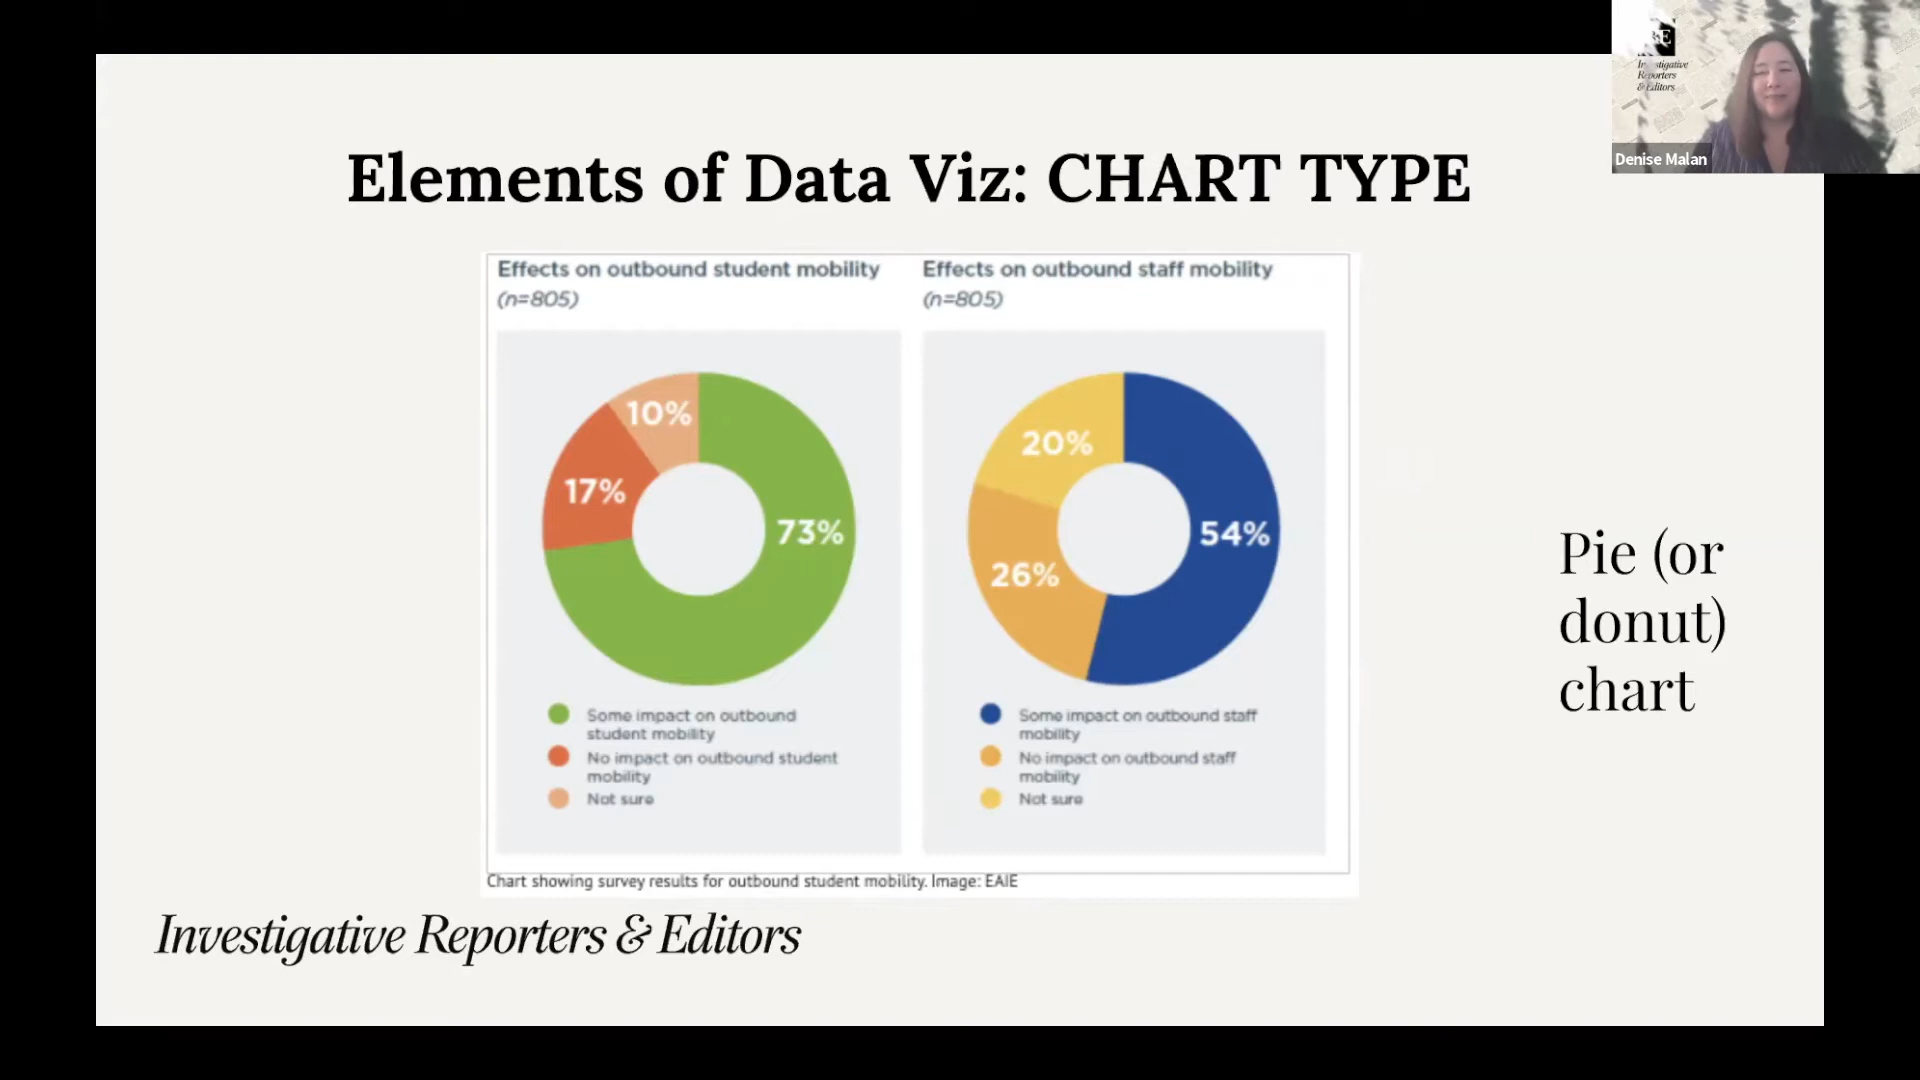 Elements of Data Viz: CHART TYPE
Investigative
Reporters
& Editors
Denise Malan
Effects on outbound student mobility
(n=805)
10%
17%
73%
Some impact on outbound
student mobility
No impact on outbound student
mobility
Not sure
Effects on outbound staff mobility
(n=805)
20%
54%
26%
Some impact on outbound staff
mobility
No impact on outbound staff
mobility
Not sure
Chart showing survey results for outbound student mobility. Image: EAIE
Pie (or
donut)
chart
Investigative Reporters & Editors